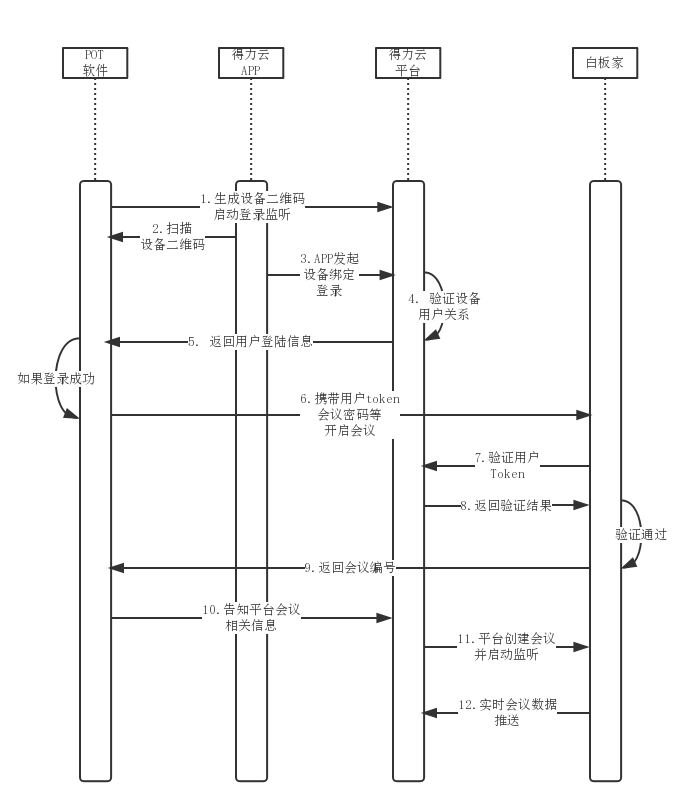 POT
软件
得力云
APP
得力云
平台
白板家
1.生成设备二维码
启动登录监听
2.扫描
设备二维码
3.APP发起
设备绑定
登录
4. 验证设备
用户关系
5. 返回用户登陆信息
如果登录成功
6.携带用户token
会议密码等
开启会议
7.验证用户
Token
8.返回验证结果
验证通过
9.返回会议编号
10.告知平台会议
相关信息
11.平台创建会议
并启动监听
12.实时会议数据
推送